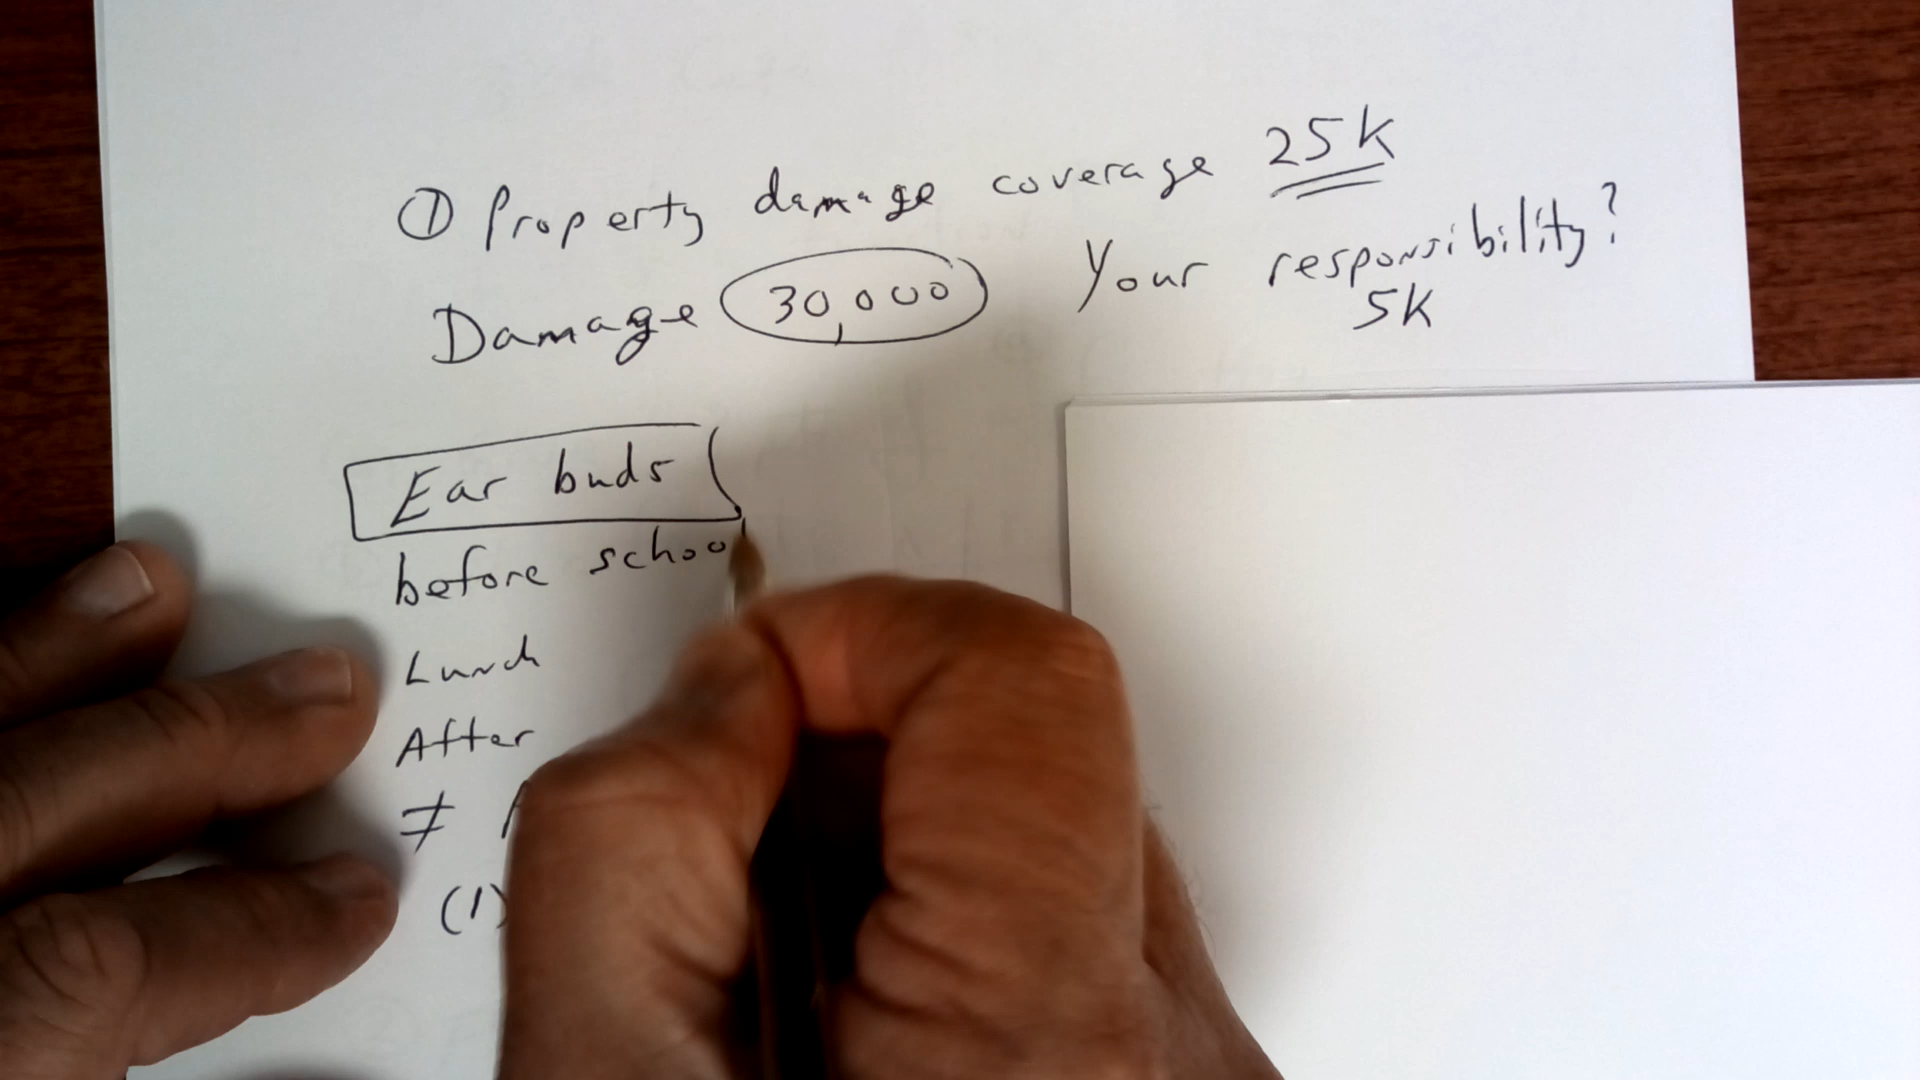 ① Property damage coverage 25K
Damage 30,000 Your responsibility?
5K
Ear buds
before schoo
Lunch
After
≠
(1)